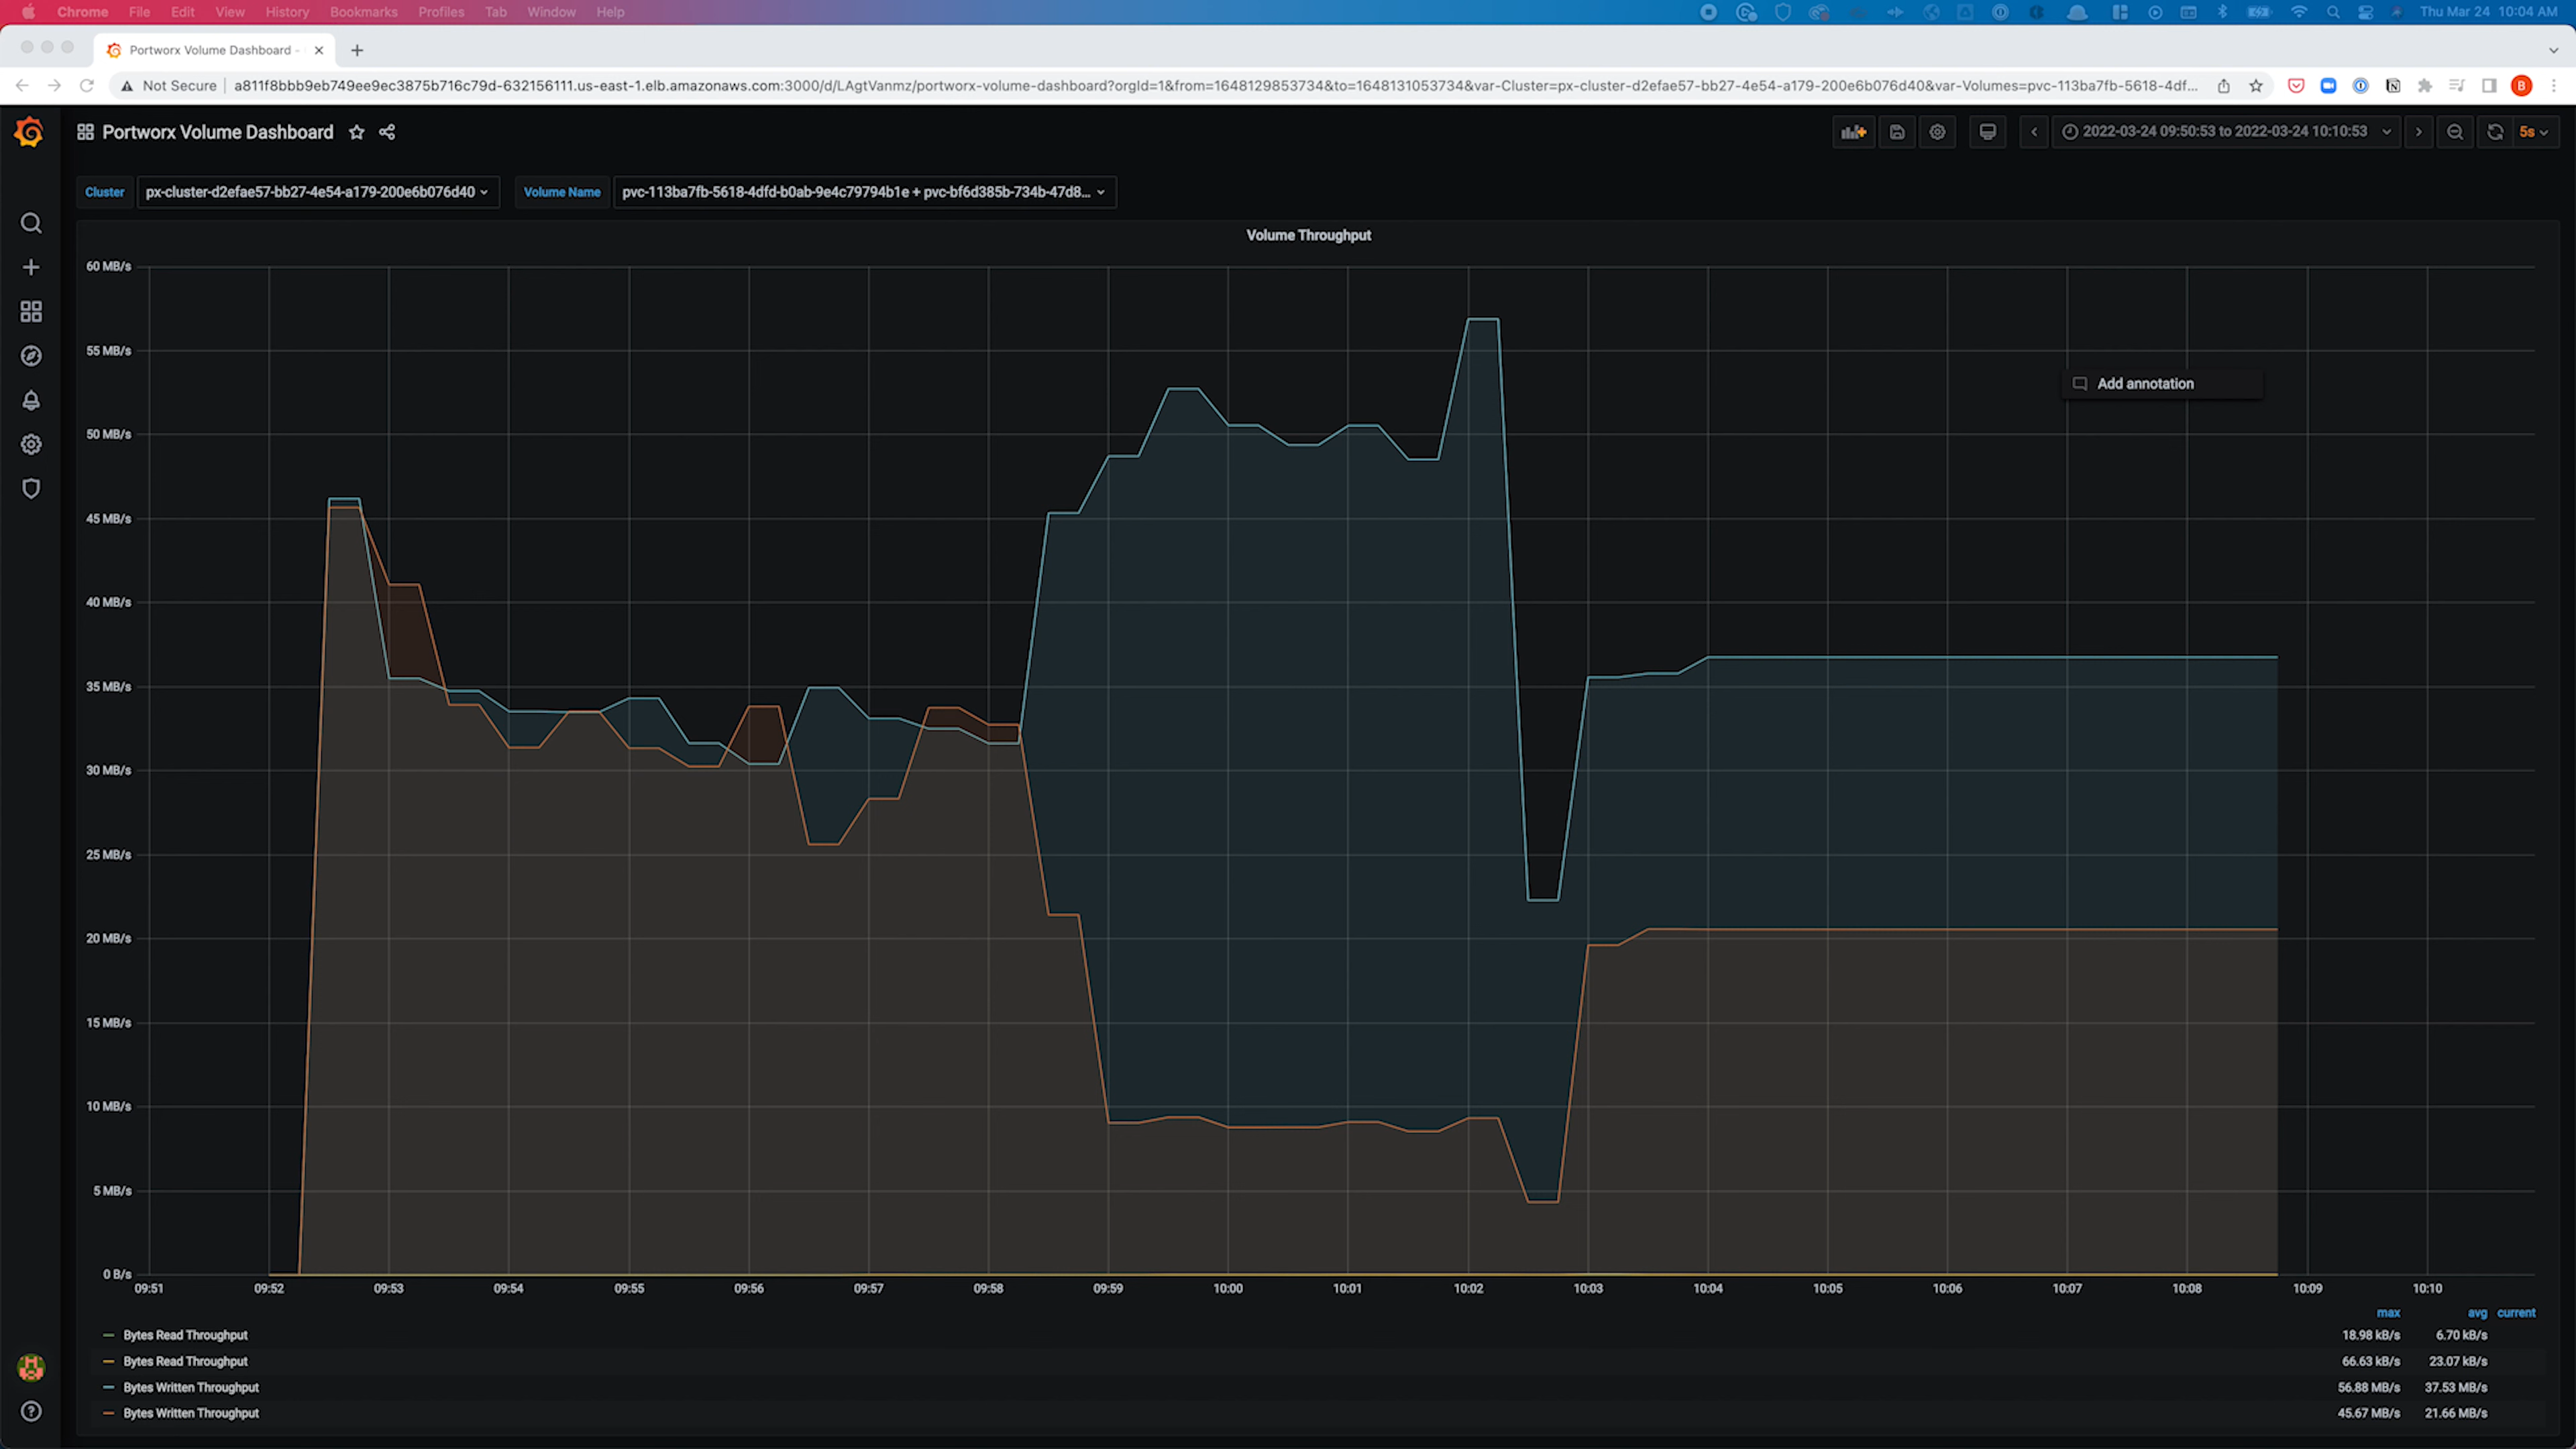 Chrome File Edit View History Bookmarks Profiles Tab Window Help Thu Mar 24 10:04 AM
Portworx Volume Dashboard -
Not Secure a811f8bbb9eb749ee9ec3875b716c79d-632156111.us-east-1.elb.amazonaws.com:3000/d/LAgtVanmz/portworx-volume-dashboard?orgId=1&from=1648129853734&to=1648131053734&var-Cluster=px-cluster-d2efae57-bb27-4e54-a179-200e6b076d40&var-Volumes=pvc-113ba7fb-5618-4df... B
Portworx Volume Dashboard 2022-03-24 09:50:53 to 2022-03-24 10:10:53 5s
Cluster px-cluster-d2efae57-bb27-4e54-a179-200e6b076d40 Volume Name pvc-113ba7fb-5618-4dfd-b0ab-9e4c79794b1e + pvc-bf6d385b-734b-47d8...
Volume Throughput
60 MB/s
55 MB/s
Add annotation
50 MB/s
45 MB/s
40 MB/s
35 MB/s
30 MB/s
25 MB/s
20 MB/s
15 MB/s
10 MB/s
5 MB/s
0 B/s
09:51 09:52 09:53 09:54 09:55 09:56 09:57 09:58 09:59 10:00 10:01 10:02 10:03 10:04 10:05 10:06 10:07 10:08 10:09 10:10
max avg current
Bytes Read Throughput 18.98 kB/s 6.70 kB/s
Bytes Read Throughput 66.63 kB/s 23.07 kB/s
Bytes Written Throughput 56.88 MB/s 37.53 MB/s
Bytes Written Throughput 45.67 MB/s 21.66 MB/s